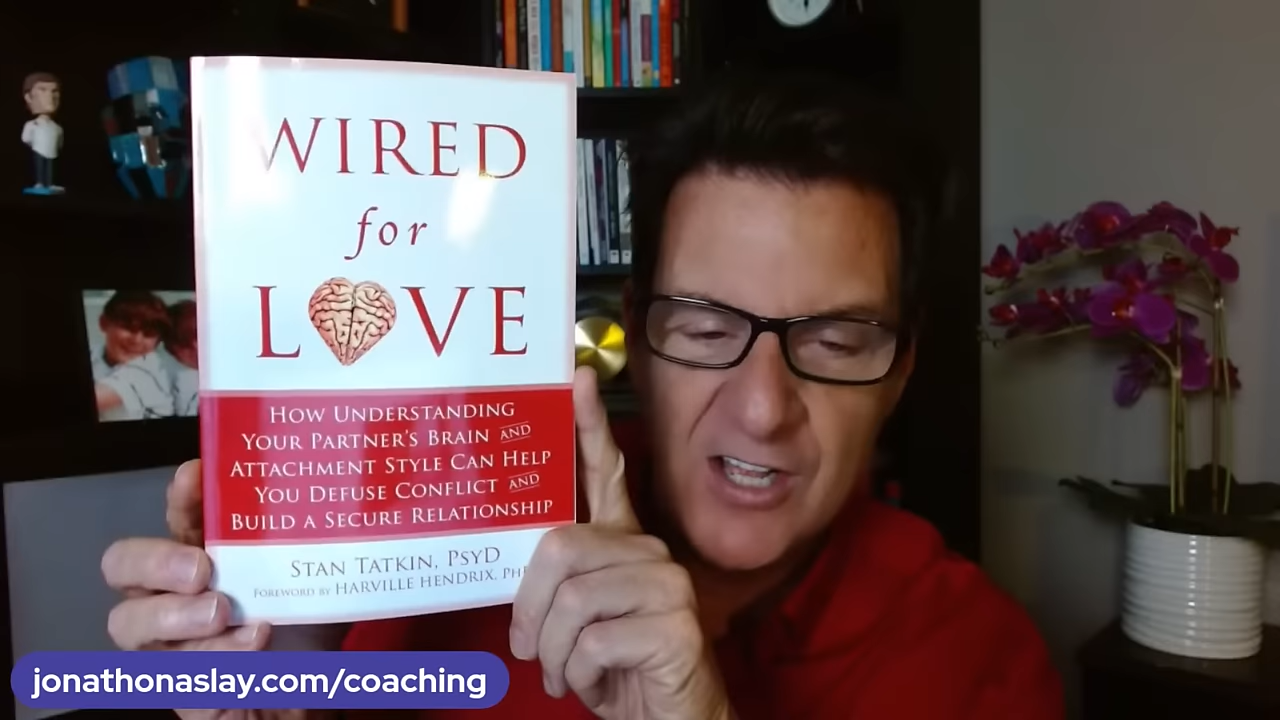 WIRED
for
LOVE
HOW UNDERSTANDING
YOUR PARTNER'S BRAIN AND
ATTACHMENT STYLE CAN HELP
YOU DEFUSE CONFLICT AND
BUILD A SECURE RELATIONSHIP
STAN TATKIN, PSYD
FOREWORD BY HARVILLE HENDRIX, PH
jonathonaslay.com/coaching